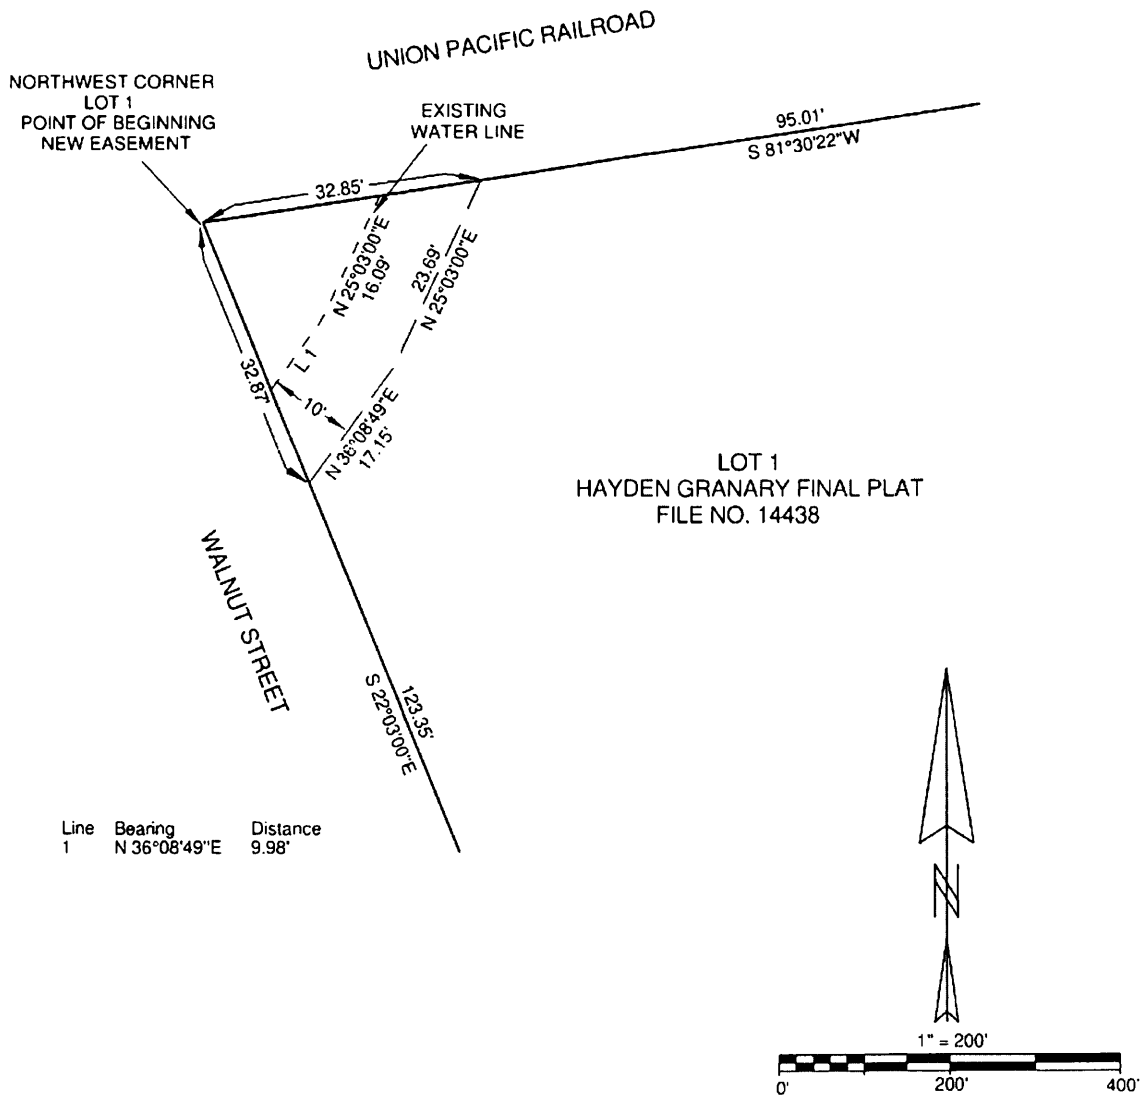 UNION PACIFIC RAILROAD
NORTHWEST CORNER
LOT 1
POINT OF BEGINNING
NEW EASEMENT
EXISTING
WATER LINE
95.01'
S 81°30'22"W
32.85'
N 25°03'00"E
16.09'
23.69'
N 25°03'00"E
L 1
32.87'
10'
N 36°08'49"E
17.15'
LOT 1
HAYDEN GRANARY FINAL PLAT
FILE NO. 14438
WALNUT STREET
123.35'
S 22°03'00"E
Line Bearing Distance
1 N 36°08'49"E 9.98'
N
1" = 200'
0' 200' 400'